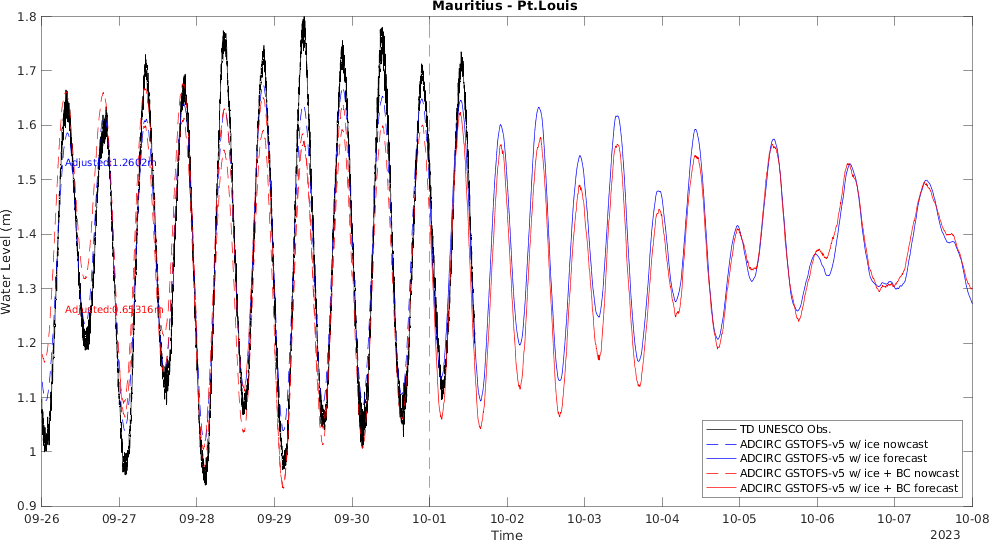 Mauritius - Pt.Louis
Water Level (m)
1.8
1.7
1.6
1.5
1.4
1.3
1.2
1.1
1
0.9
Adjusted:1.2602m
Adjusted:0.65316m
TD UNESCO Obs.
ADCIRC GSTOFS-v5 w/ ice nowcast
ADCIRC GSTOFS-v5 w/ ice forecast
ADCIRC GSTOFS-v5 w/ ice + BC nowcast
ADCIRC GSTOFS-v5 w/ ice + BC forecast
09-26 09-27 09-28 09-29 09-30 10-01 10-02 10-03 10-04 10-05 10-06 10-07 10-08
Time
2023